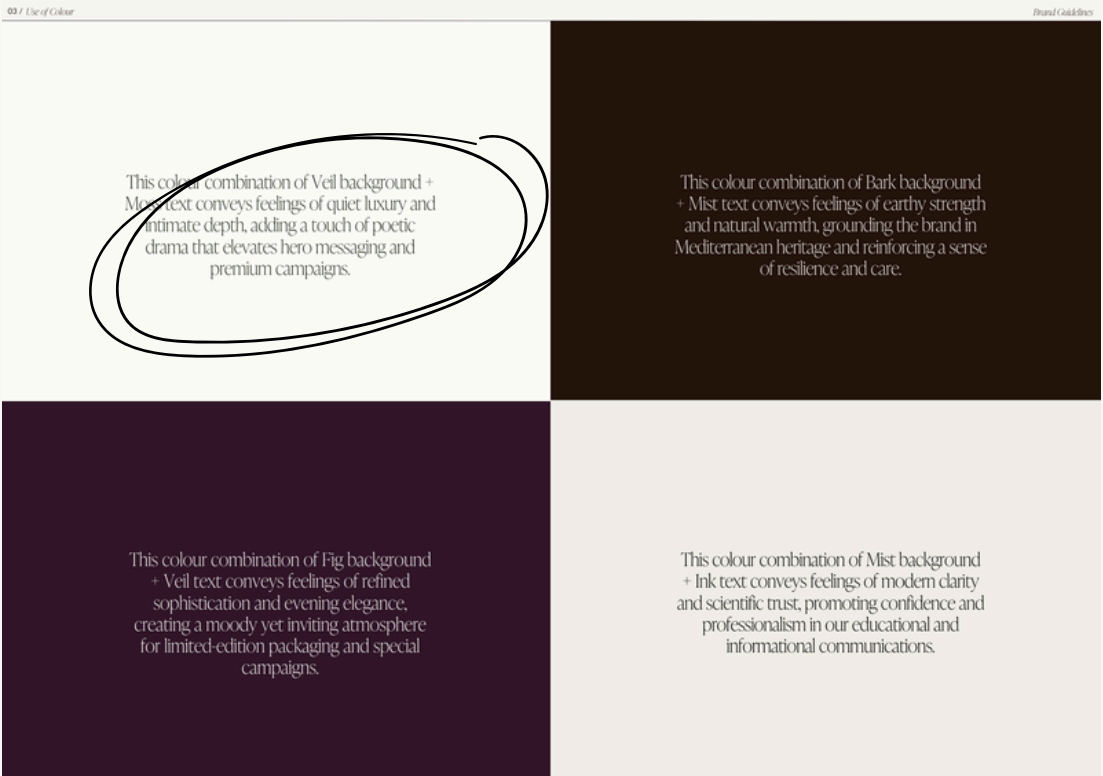 03 / Use of Colour
Brand Guidelines
This colour combination of Veil background +
Moss text conveys feelings of quiet luxury and
intimate depth, adding a touch of poetic
drama that elevates hero messaging and
premium campaigns.
This colour combination of Bark background
+ Mist text conveys feelings of earthy strength
and natural warmth, grounding the brand in
Mediterranean heritage and reinforcing a sense
of resilience and care.
This colour combination of Fig background
+ Veil text conveys feelings of refined
sophistication and evening elegance,
creating a moody yet inviting atmosphere
for limited-edition packaging and special
campaigns.
This colour combination of Mist background
+ Ink text conveys feelings of modern clarity
and scientific trust, promoting confidence and
professionalism in our educational and
informational communications.